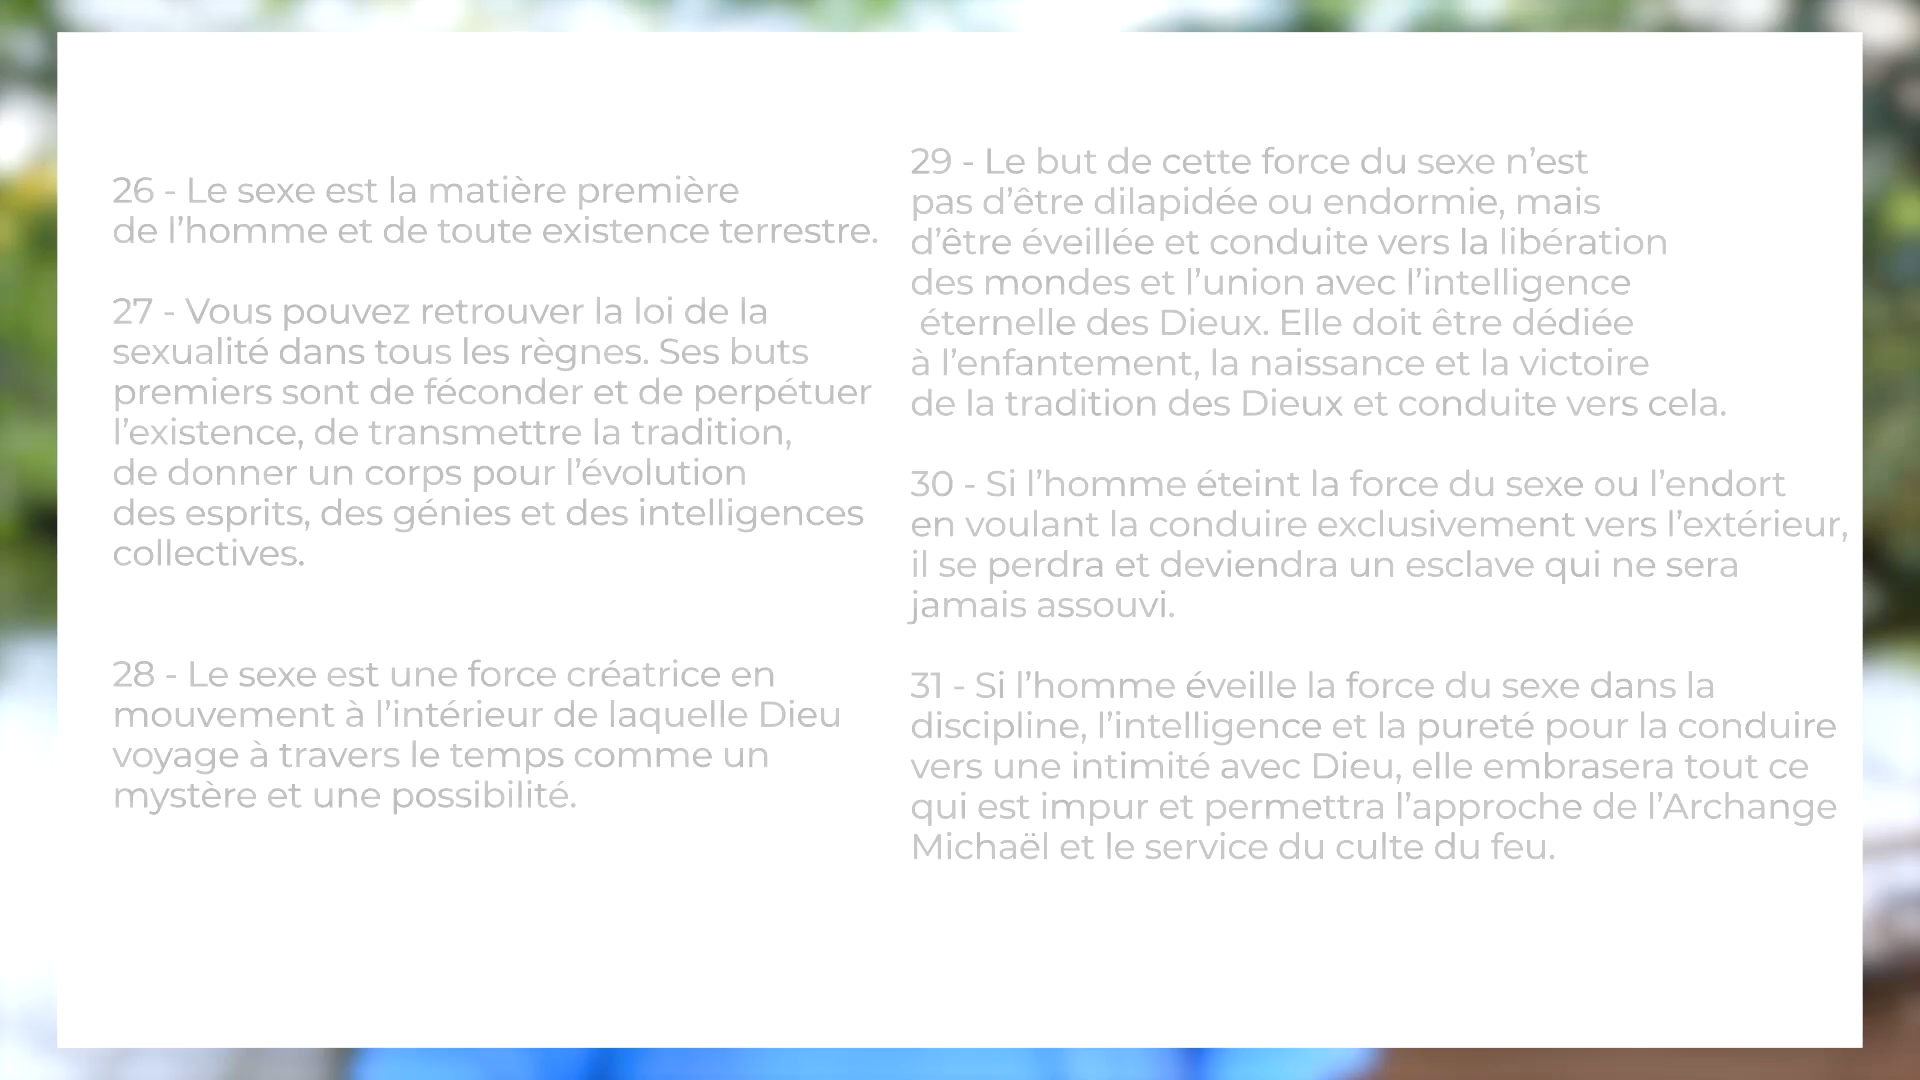 26 - Le sexe est la matière première
de l’homme et de toute existence terrestre.
27 - Vous pouvez retrouver la loi de la
sexualité dans tous les règnes. Ses buts
premiers sont de féconder et de perpétuer
l’existence, de transmettre la tradition,
de donner un corps pour l’évolution
des esprits, des génies et des intelligences
collectives.
28 - Le sexe est une force créatrice en
mouvement à l’intérieur de laquelle Dieu
voyage à travers le temps comme un
mystère et une possibilité.
29 - Le but de cette force du sexe n’est
pas d’être dilapidée ou endormie, mais
d’être éveillée et conduite vers la libération
des mondes et l’union avec l’intelligence
éternelle des Dieux. Elle doit être dédiée
à l’enfantement, la naissance et la victoire
de la tradition des Dieux et conduite vers cela.
30 - Si l’homme éteint la force du sexe ou l’endort
en voulant la conduire exclusivement vers l’extérieur,
il se perdra et deviendra un esclave qui ne sera
jamais assouvi.
31 - Si l’homme éveille la force du sexe dans la
discipline, l’intelligence et la pureté pour la conduire
vers une intimité avec Dieu, elle embrasera tout ce
qui est impur et permettra l’approche de l’Archange
Michaël et le service du culte du feu.